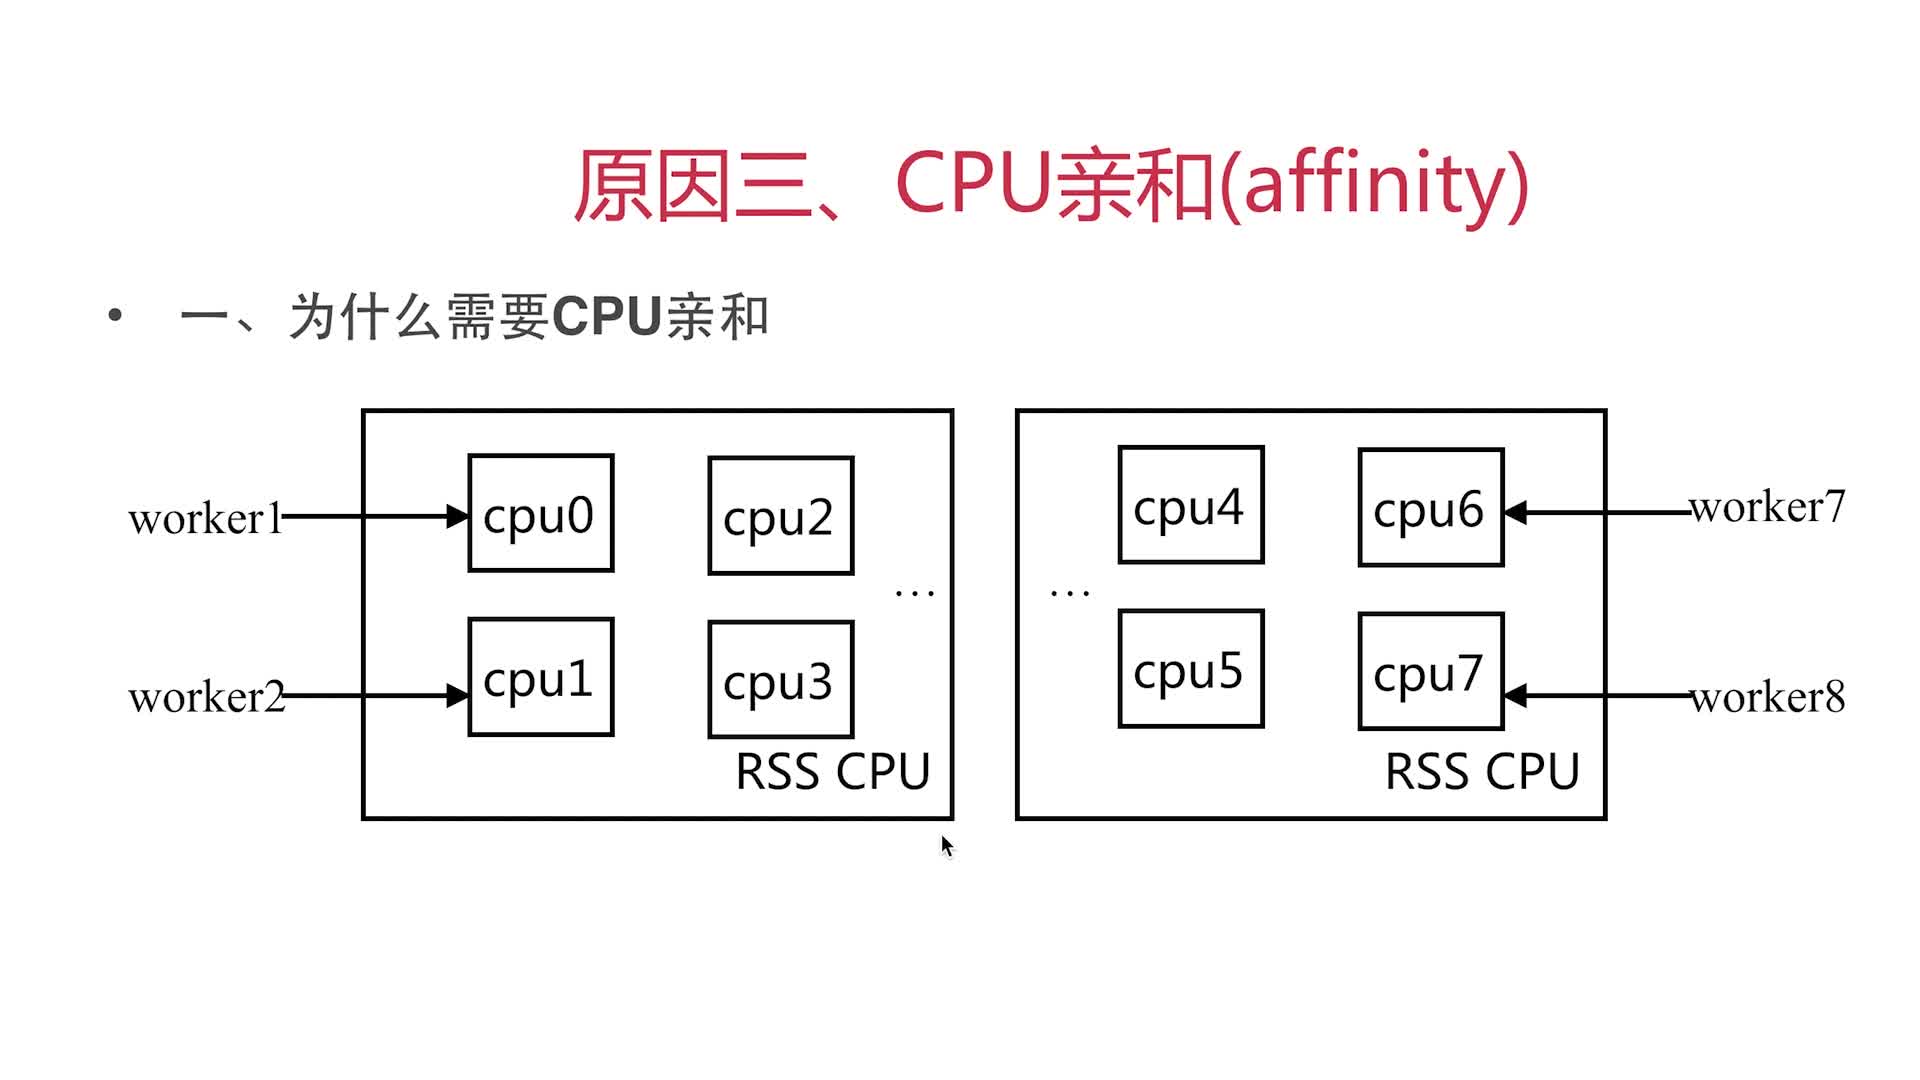 原因三、CPU亲和(affinity)
• 一、为什么需要CPU亲和
worker1
cpu0
cpu2
cpu4
cpu6
worker7
...
...
worker2
cpu1
cpu3
cpu5
cpu7
worker8
RSS CPU
RSS CPU